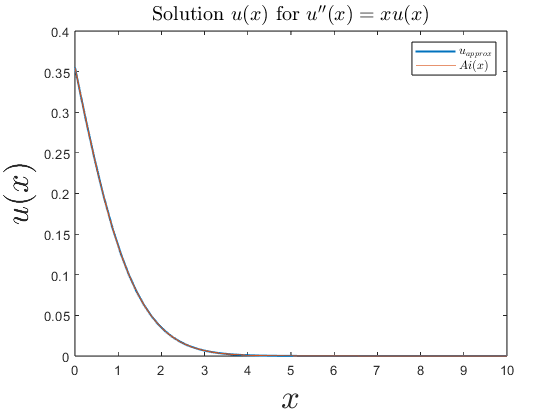 Solution u(x) for u''(x) = xu(x)
u_approx
Ai(x)
u(x)
0.4
0.35
0.3
0.25
0.2
0.15
0.1
0.05
0
0 1 2 3 4 5 6 7 8 9 10
x